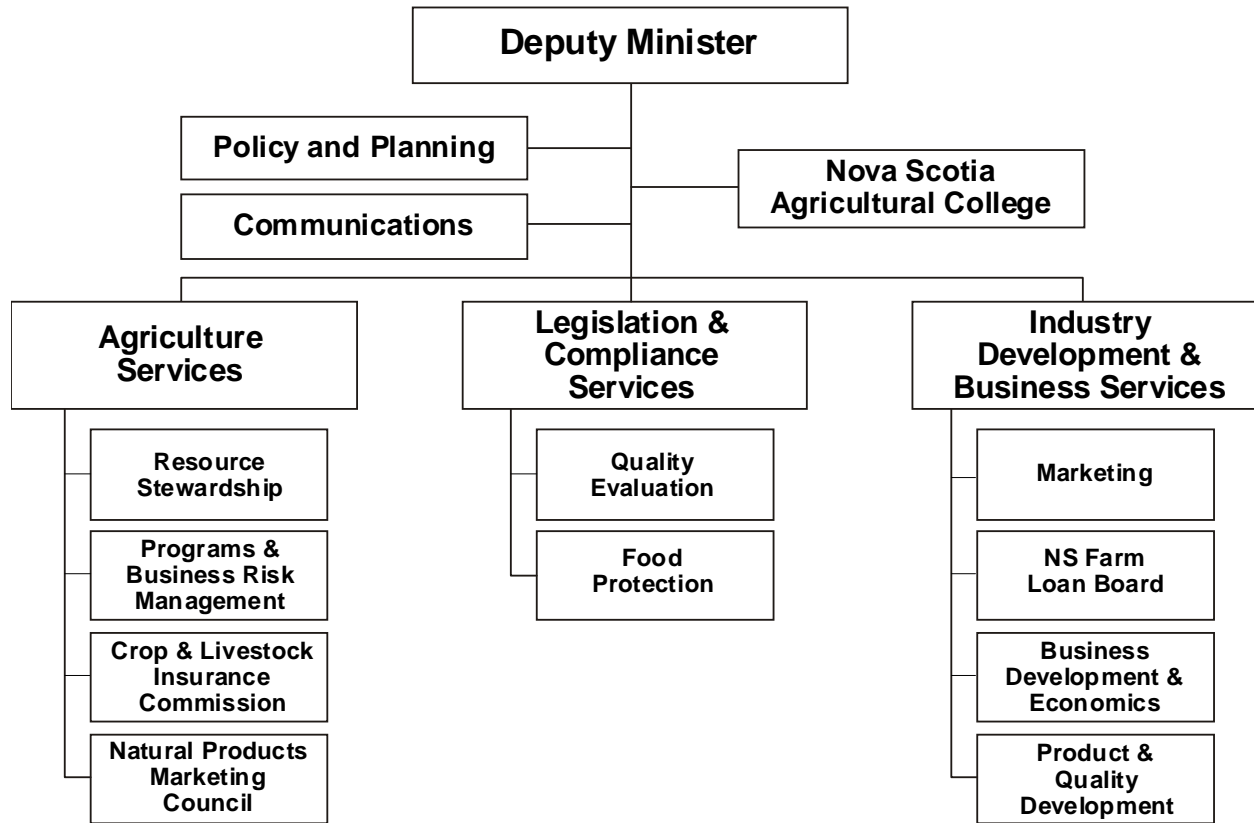 Deputy Minister
Policy and Planning
Nova Scotia
Agricultural College
Communications
Agriculture
Services
Legislation &
Compliance
Services
Industry
Development &
Business Services
Resource
Stewardship
Programs &
Business Risk
Management
Crop & Livestock
Insurance
Commission
Natural Products
Marketing
Council
Quality
Evaluation
Food
Protection
Marketing
NS Farm
Loan Board
Business
Development &
Economics
Product &
Quality
Development